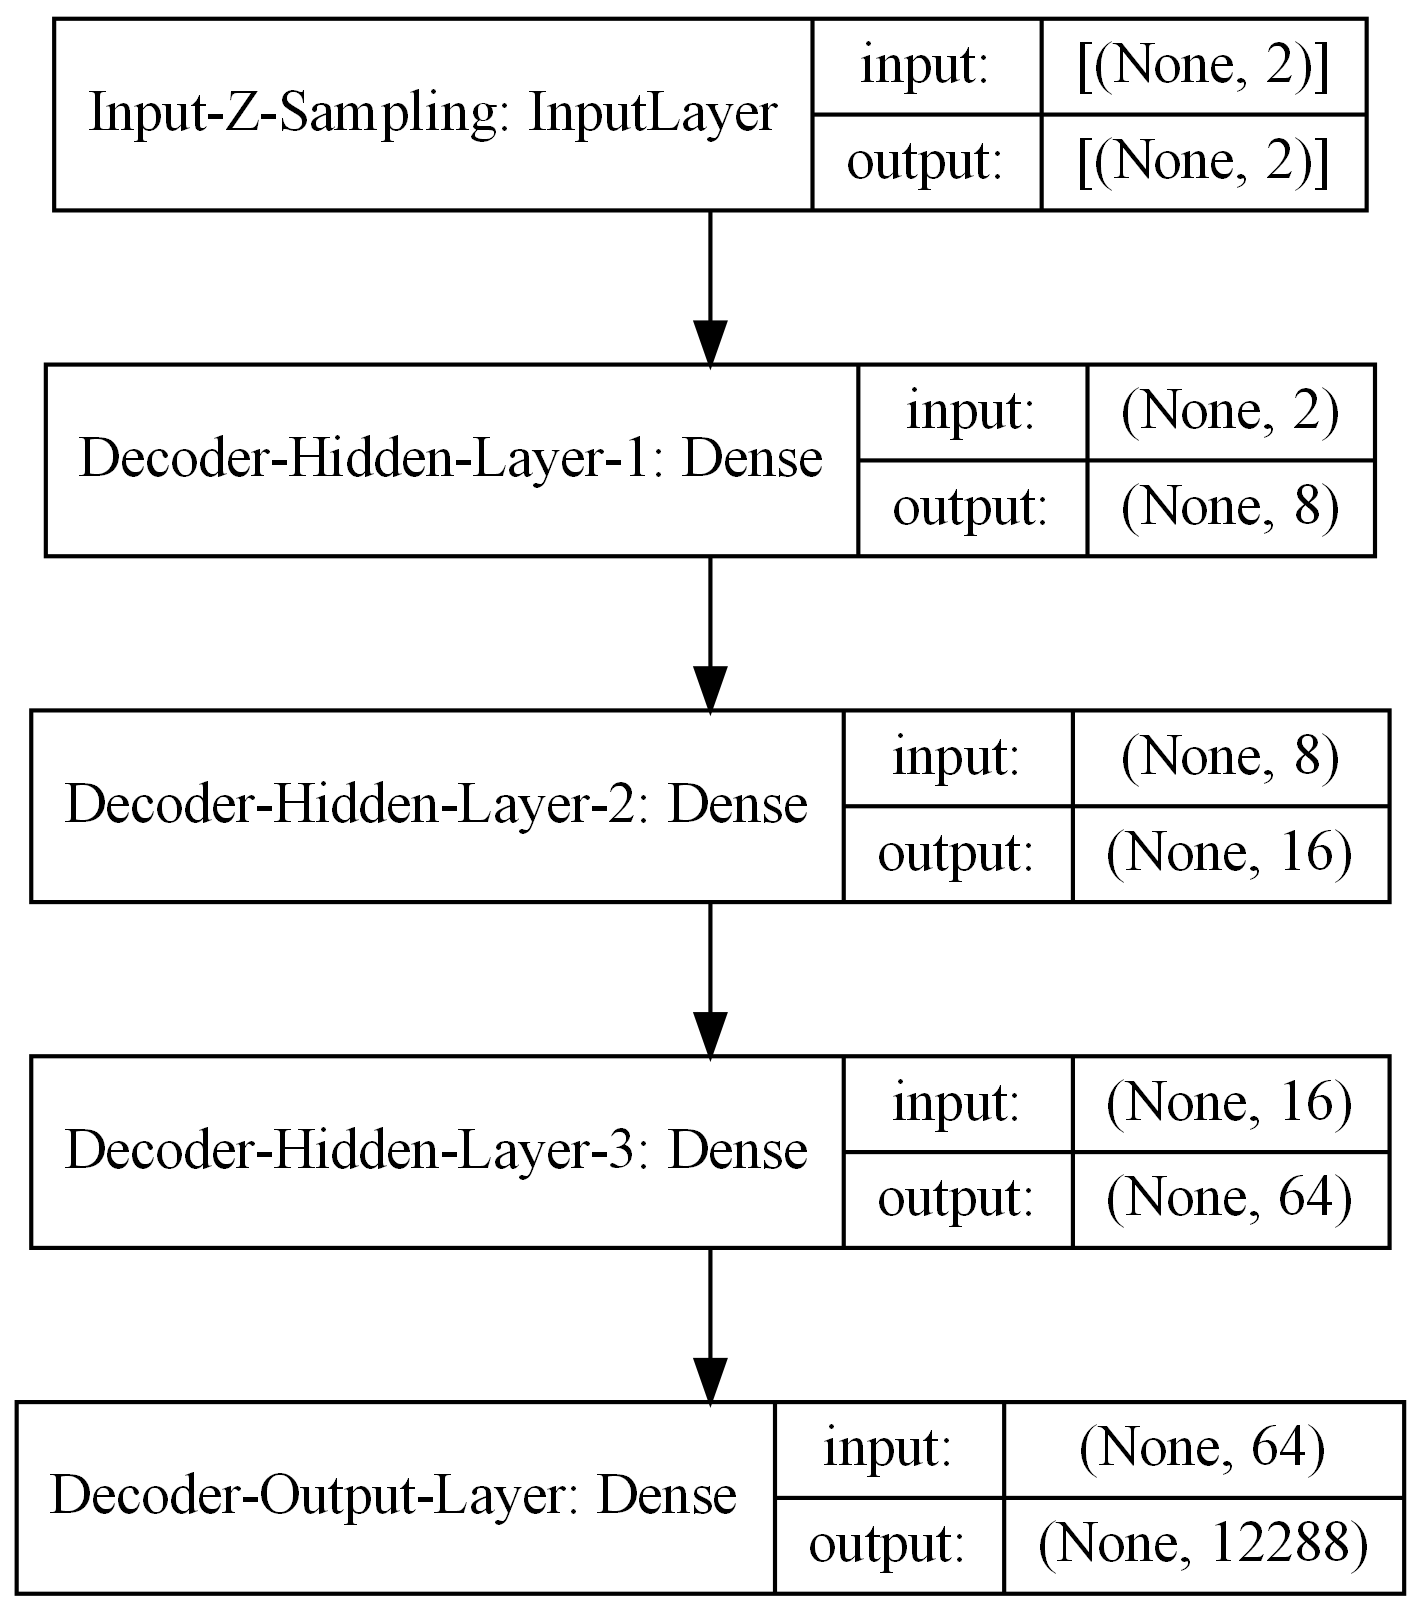 Input-Z-Sampling: InputLayer
input:
[(None, 2)]
output:
[(None, 2)]
Decoder-Hidden-Layer-1: Dense
input:
(None, 2)
output:
(None, 8)
Decoder-Hidden-Layer-2: Dense
input:
(None, 8)
output:
(None, 16)
Decoder-Hidden-Layer-3: Dense
input:
(None, 16)
output:
(None, 64)
Decoder-Output-Layer: Dense
input:
(None, 64)
output:
(None, 12288)